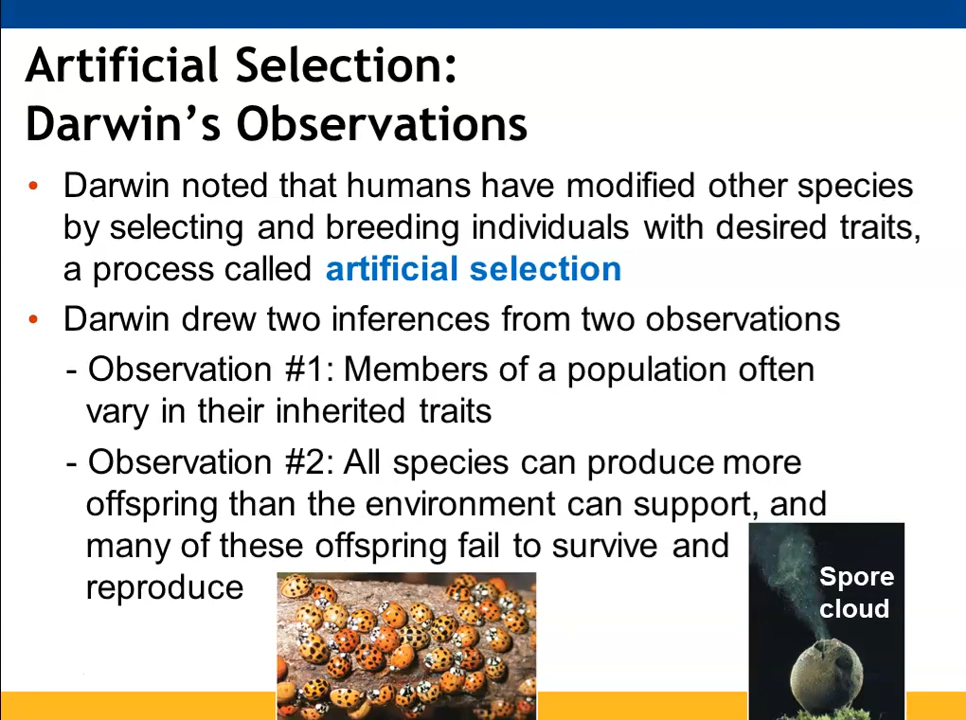 Artificial Selection:
Darwin’s Observations
• Darwin noted that humans have modified other species
by selecting and breeding individuals with desired traits,
a process called artificial selection
• Darwin drew two inferences from two observations
- Observation #1: Members of a population often
vary in their inherited traits
- Observation #2: All species can produce more
offspring than the environment can support, and
many of these offspring fail to survive and
reproduce
Spore
cloud